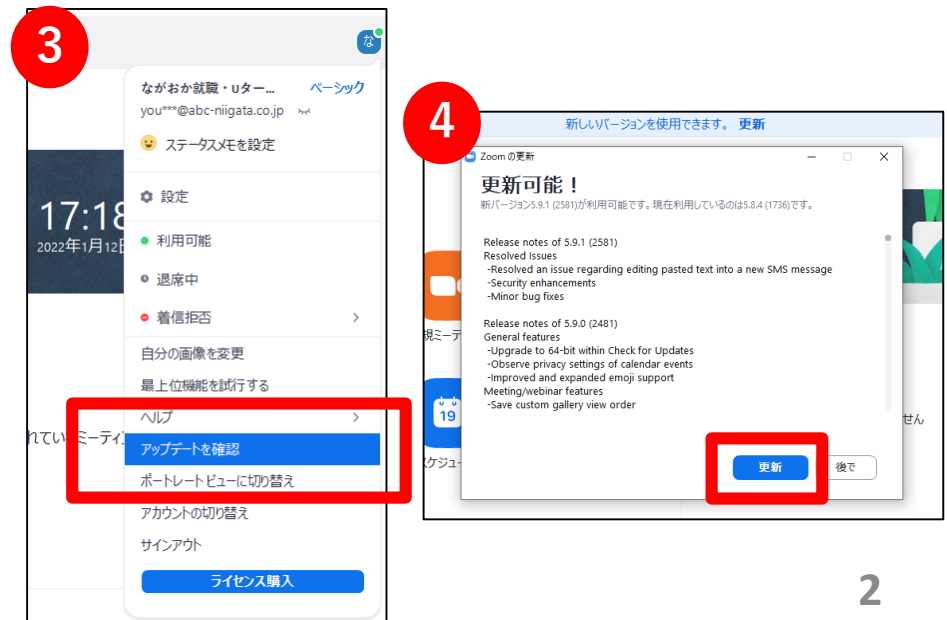 3
な
ながおか就職・Uター... ベーシック
you***@abc-niigata.co.jp
ステータスメモを設定
設定
17:18
2022年1月12日
利用可能
退席中
着信拒否
自分の画像を変更
最上位機能を試行する
ヘルプ
れてい
ミーティ
アップデートを確認
ポートレートビューに切り替え
アカウントの切り替え
サインアウト
ライセンス購入
4
新しいバージョンを使用できます。 更新
Zoom の更新
更新可能！
新バージョン5.9.1 (2581)が利用可能です。現在利用しているのは5.8.4 (1736)です。
Release notes of 5.9.1 (2581)
Resolved Issues
-Resolved an issue regarding editing pasted text into a new SMS message
-Security enhancements
-Minor bug fixes
Release notes of 5.9.0 (2481)
General features
-Upgrade to 64-bit within Check for Updates
-Observe privacy settings of calendar events
-Improved and expanded emoji support
Meeting/webinar features
-Save custom gallery view order
規ミーテ
19
スケジュー
せん
更新
後で
2